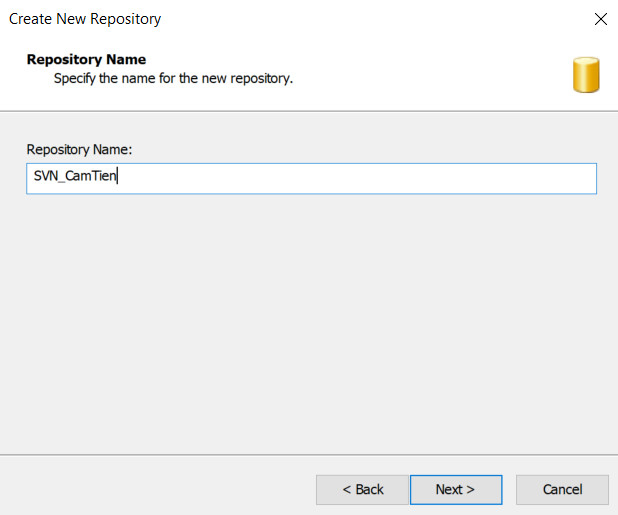 Create New Repository
Repository Name
Specify the name for the new repository.
Repository Name:
SVN_CamTien
< Back
Next >
Cancel